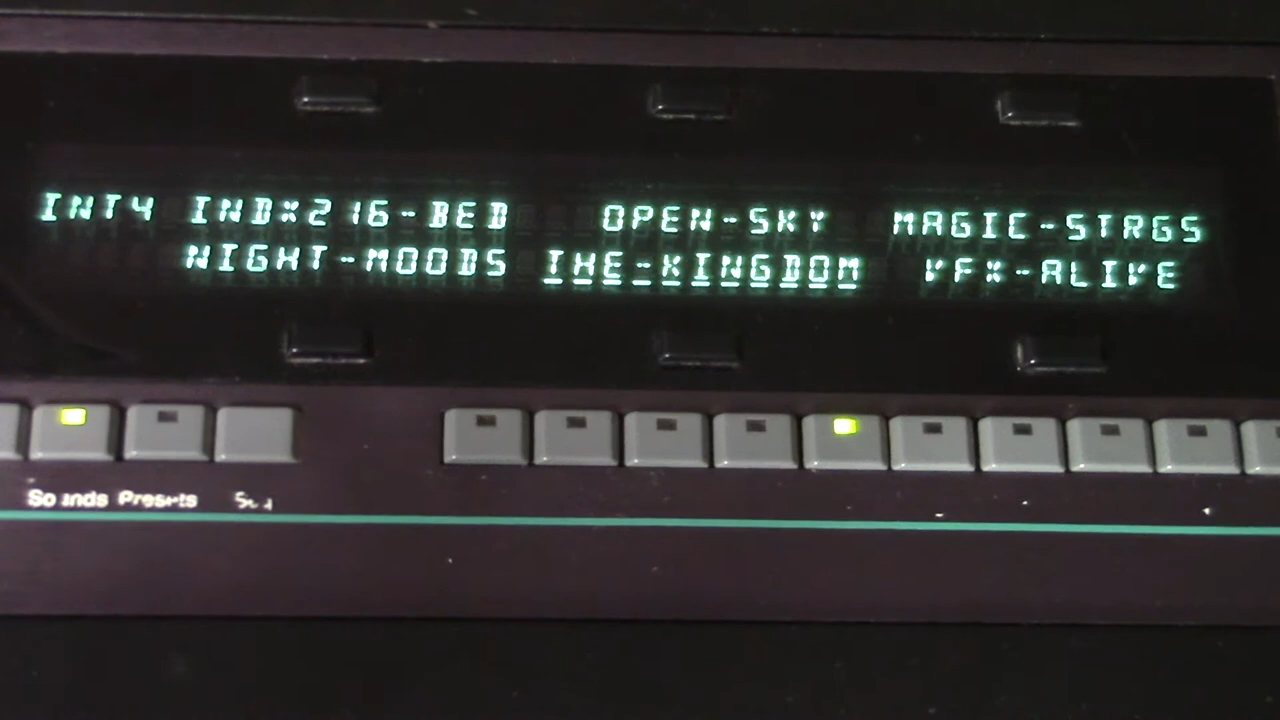 INT4 IND*216-BED OPEN-SKY MAGIC-STRGS
NIGHT-MOODS THE-KINGDOM VFX-ALIVE
Sounds Presets